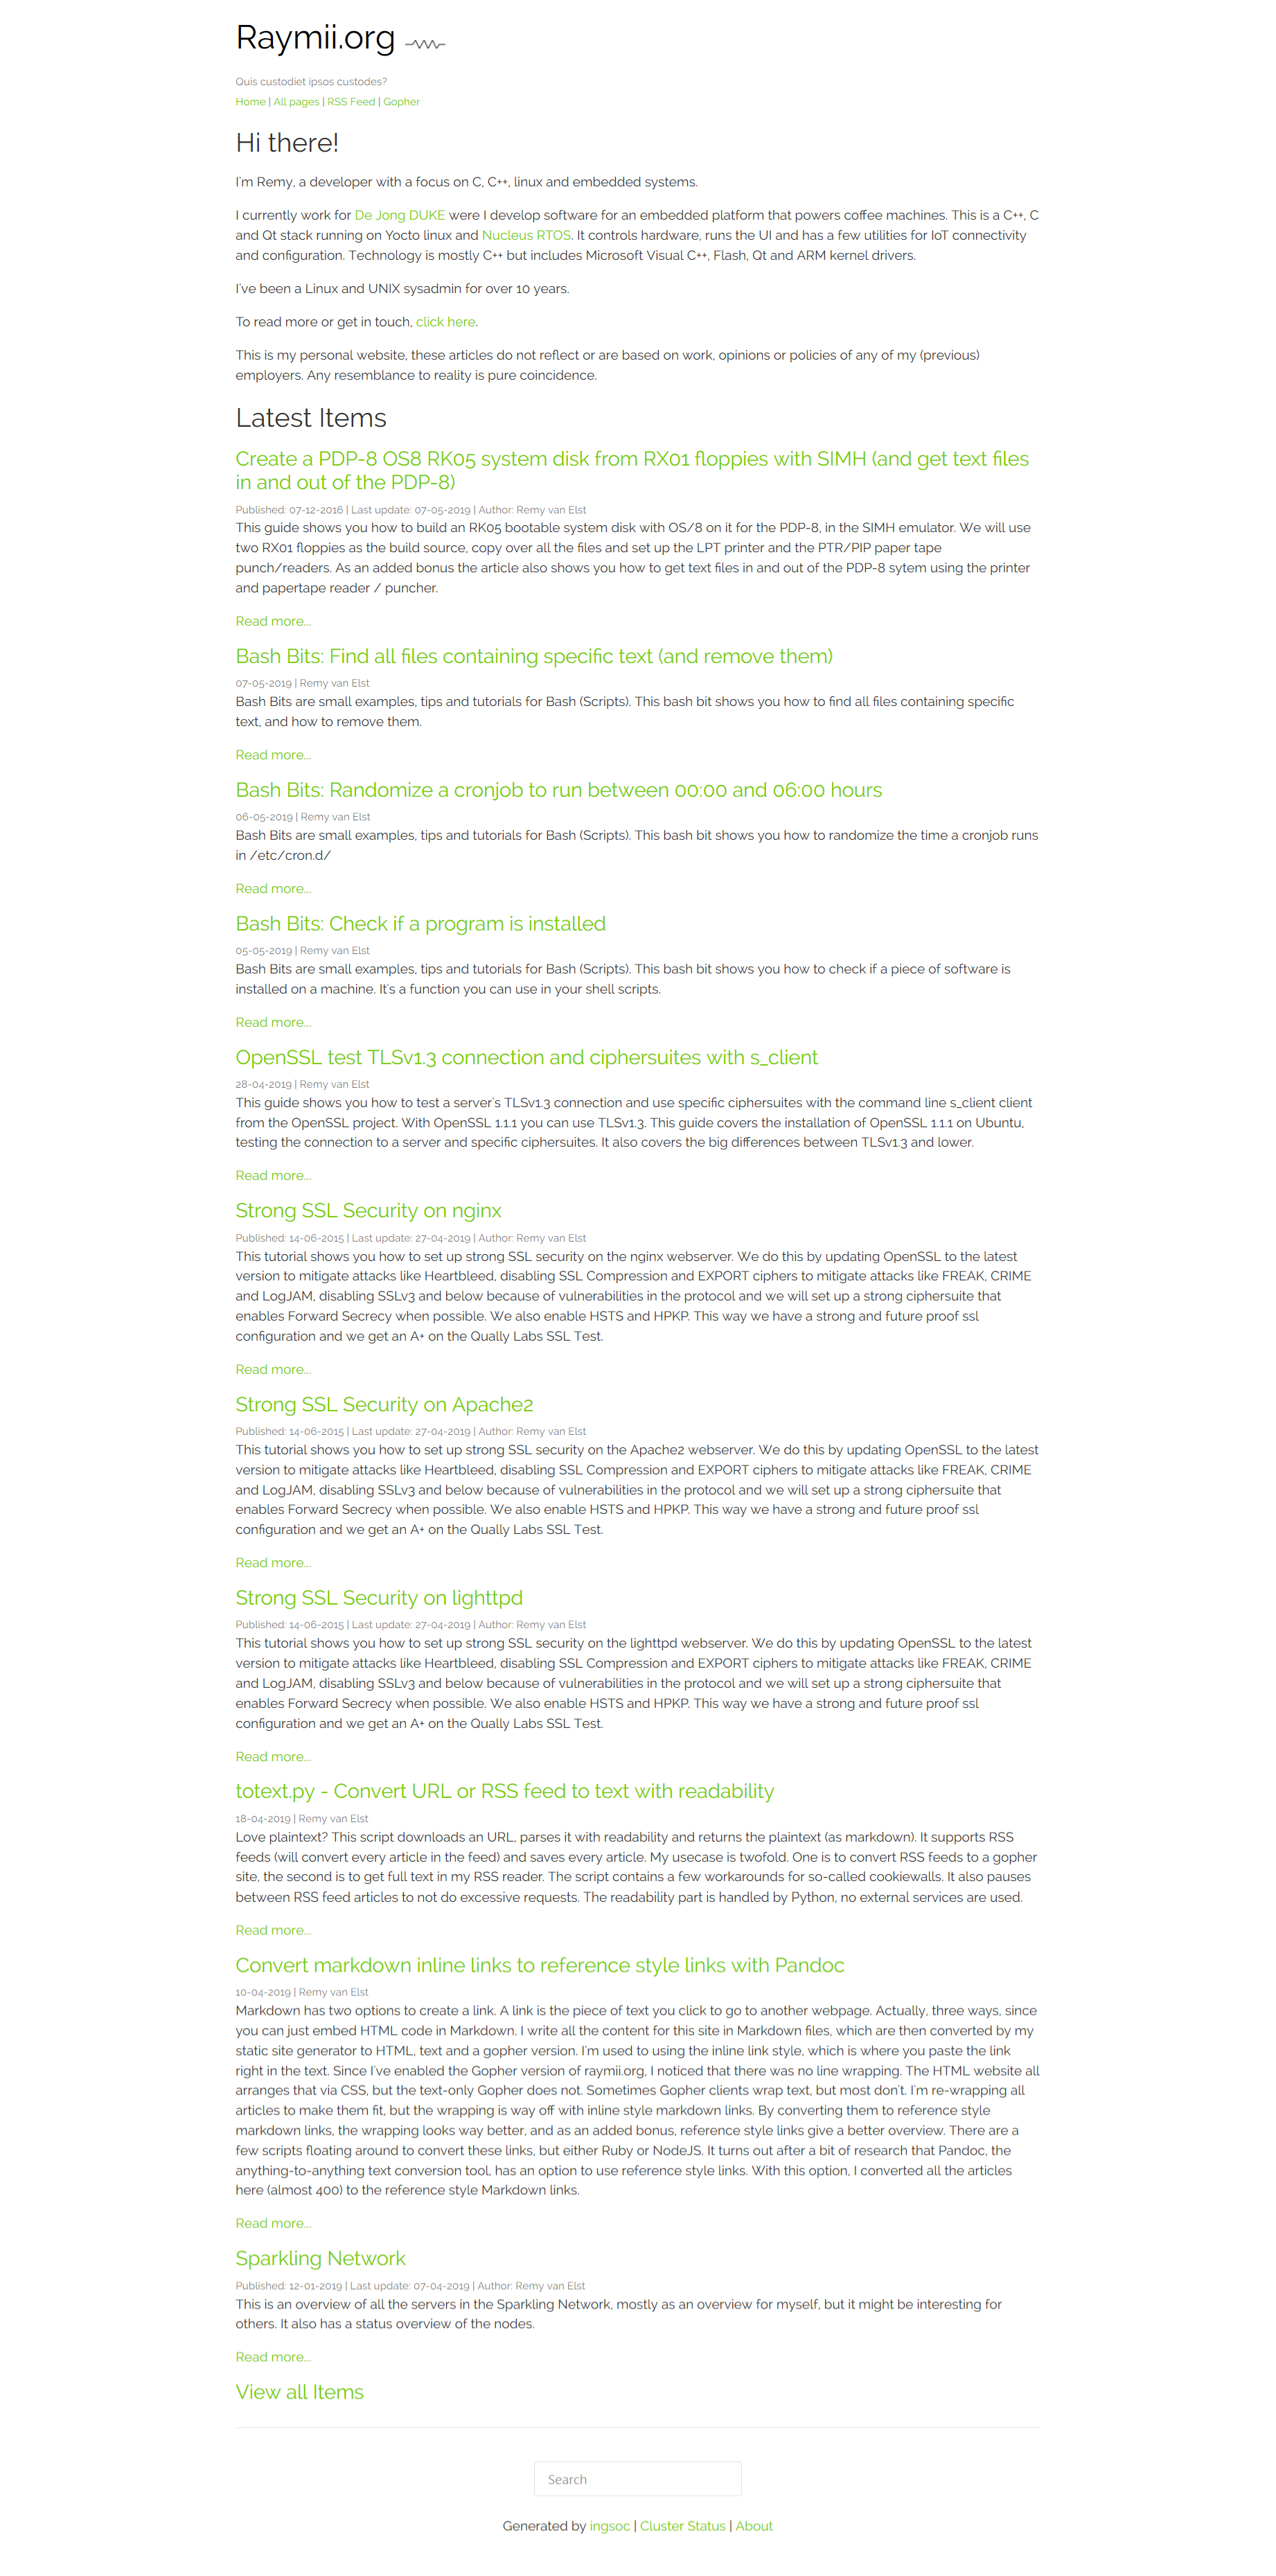 Raymii.org
Quis custodiet ipsos custodes?
Home | All pages | RSS Feed | Gopher
Hi there!
I'm Remy, a developer with a focus on C, C++, linux and embedded systems.
I currently work for De Jong DUKE were I develop software for an embedded platform that powers coffee machines. This is a C++, C
and Qt stack running on Yocto linux and Nucleus RTOS. It controls hardware, runs the UI and has a few utilities for IoT connectivity
and configuration. Technology is mostly C++ but includes Microsoft Visual C++, Flash, Qt and ARM kernel drivers.
I've been a Linux and UNIX sysadmin for over 10 years.
To read more or get in touch, click here.
This is my personal website, these articles do not reflect or are based on work, opinions or policies of any of my (previous)
employers. Any resemblance to reality is pure coincidence.
Latest Items
Create a PDP-8 OS8 RK05 system disk from RX01 floppies with SIMH (and get text files
in and out of the PDP-8)
Published: 07-12-2016 | Last update: 07-05-2019 | Author: Remy van Elst
This guide shows you how to build an RK05 bootable system disk with OS/8 on it for the PDP-8, in the SIMH emulator. We will use
two RX01 floppies as the build source, copy over all the files and set up the LPT printer and the PTR/PIP paper tape
punch/readers. As an added bonus the article also shows you how to get text files in and out of the PDP-8 sytem using the printer
and papertape reader / puncher.
Read more...
Bash Bits: Find all files containing specific text (and remove them)
07-05-2019 | Remy van Elst
Bash Bits are small examples, tips and tutorials for Bash (Scripts). This bash bit shows you how to find all files containing specific
text, and how to remove them.
Read more...
Bash Bits: Randomize a cronjob to run between 00:00 and 06:00 hours
06-05-2019 | Remy van Elst
Bash Bits are small examples, tips and tutorials for Bash (Scripts). This bash bit shows you how to randomize the time a cronjob runs
in /etc/cron.d/
Read more...
Bash Bits: Check if a program is installed
05-05-2019 | Remy van Elst
Bash Bits are small examples, tips and tutorials for Bash (Scripts). This bash bit shows you how to check if a piece of software is
installed on a machine. It's a function you can use in your shell scripts.
Read more...
OpenSSL test TLSv1.3 connection and ciphersuites with s_client
28-04-2019 | Remy van Elst
This guide shows you how to test a server's TLSv1.3 connection and use specific ciphersuites with the command line s_client client
from the OpenSSL project. With OpenSSL 1.1.1 you can use TLSv1.3. This guide covers the installation of OpenSSL 1.1.1 on Ubuntu,
testing the connection to a server and specific ciphersuites. It also covers the big differences between TLSv1.3 and lower.
Read more...
Strong SSL Security on nginx
Published: 14-06-2015 | Last update: 27-04-2019 | Author: Remy van Elst
This tutorial shows you how to set up strong SSL security on the nginx webserver. We do this by updating OpenSSL to the latest
version to mitigate attacks like Heartbleed, disabling SSL Compression and EXPORT ciphers to mitigate attacks like FREAK, CRIME
and LogJAM, disabling SSLv3 and below because of vulnerabilities in the protocol and we will set up a strong ciphersuite that
enables Forward Secrecy when possible. We also enable HSTS and HPKP. This way we have a strong and future proof ssl
configuration and we get an A+ on the Qually Labs SSL Test.
Read more...
Strong SSL Security on Apache2
Published: 14-06-2015 | Last update: 27-04-2019 | Author: Remy van Elst
This tutorial shows you how to set up strong SSL security on the Apache2 webserver. We do this by updating OpenSSL to the latest
version to mitigate attacks like Heartbleed, disabling SSL Compression and EXPORT ciphers to mitigate attacks like FREAK, CRIME
and LogJAM, disabling SSLv3 and below because of vulnerabilities in the protocol and we will set up a strong ciphersuite that
enables Forward Secrecy when possible. We also enable HSTS and HPKP. This way we have a strong and future proof ssl
configuration and we get an A+ on the Qually Labs SSL Test.
Read more...
Strong SSL Security on lighttpd
Published: 14-06-2015 | Last update: 27-04-2019 | Author: Remy van Elst
This tutorial shows you how to set up strong SSL security on the lighttpd webserver. We do this by updating OpenSSL to the latest
version to mitigate attacks like Heartbleed, disabling SSL Compression and EXPORT ciphers to mitigate attacks like FREAK, CRIME
and LogJAM, disabling SSLv3 and below because of vulnerabilities in the protocol and we will set up a strong ciphersuite that
enables Forward Secrecy when possible. We also enable HSTS and HPKP. This way we have a strong and future proof ssl
configuration and we get an A+ on the Qually Labs SSL Test.
Read more...
totext.py - Convert URL or RSS feed to text with readability
18-04-2019 | Remy van Elst
Love plaintext? This script downloads an URL, parses it with readability and returns the plaintext (as markdown). It supports RSS
feeds (will convert every article in the feed) and saves every article. My usecase is twofold. One is to convert RSS feeds to a gopher
site, the second is to get full text in my RSS reader. The script contains a few workarounds for so-called cookiewalls. It also pauses
between RSS feed articles to not do excessive requests. The readability part is handled by Python, no external services are used.
Read more...
Convert markdown inline links to reference style links with Pandoc
10-04-2019 | Remy van Elst
Markdown has two options to create a link. A link is the piece of text you click to go to another webpage. Actually, three ways, since
you can just embed HTML code in Markdown. I write all the content for this site in Markdown files, which are then converted by my
static site generator to HTML, text and a gopher version. I'm used to using the inline link style, which is where you paste the link
right in the text. Since I've enabled the Gopher version of raymii.org, I noticed that there was no line wrapping. The HTML website all
arranges that via CSS, but the text-only Gopher does not. Sometimes Gopher clients wrap text, but most don't. I'm re-wrapping all
articles to make them fit, but the wrapping is way off with inline style markdown links. By converting them to reference style
markdown links, the wrapping looks way better, and as an added bonus, reference style links give a better overview. There are a
few scripts floating around to convert these links, but either Ruby or NodeJS. It turns out after a bit of research that Pandoc, the
anything-to-anything text conversion tool, has an option to use reference style links. With this option, I converted all the articles
here (almost 400) to the reference style Markdown links.
Read more...
Sparkling Network
Published: 12-01-2019 | Last update: 07-04-2019 | Author: Remy van Elst
This is an overview of all the servers in the Sparkling Network, mostly as an overview for myself, but it might be interesting for
others. It also has a status overview of the nodes.
Read more...
View all Items
Search
Generated by ingsoc | Cluster Status | About